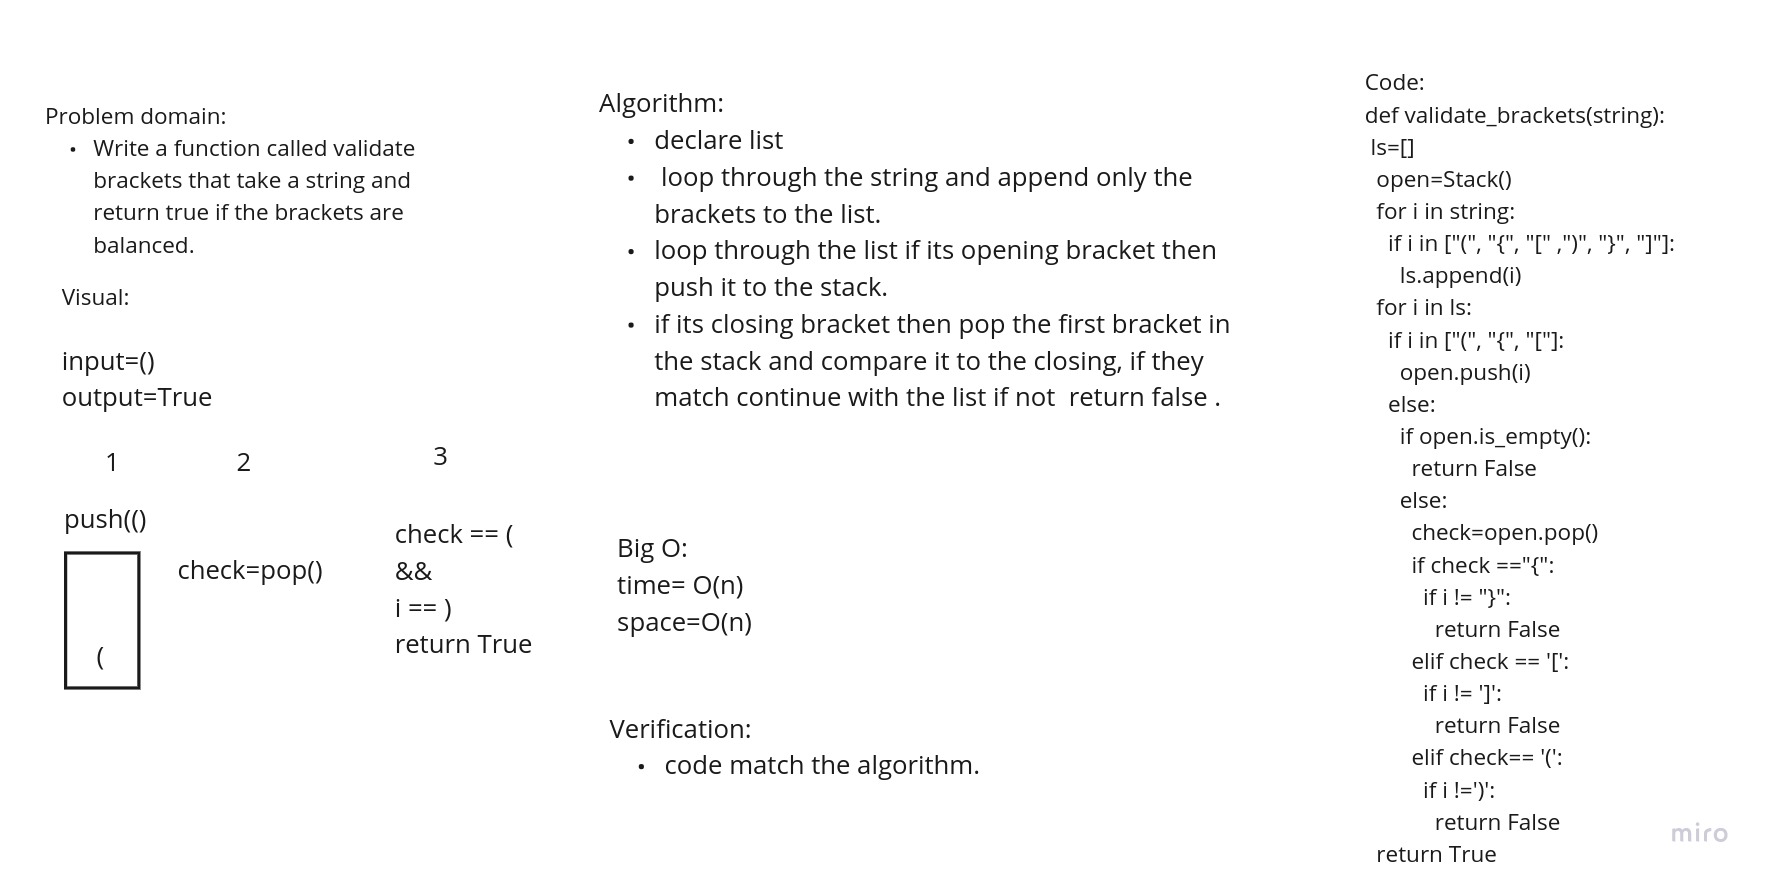 Problem domain:
• Write a function called validate
brackets that take a string and
return true if the brackets are
balanced.
Visual:
input=()
output=True
1 2 3
push(()
check=pop()
(
check == (
&&
i == )
return True
Algorithm:
• declare list
• loop through the string and append only the
brackets to the list.
• loop through the list if its opening bracket then
push it to the stack.
• if its closing bracket then pop the first bracket in
the stack and compare it to the closing, if they
match continue with the list if not  return false .
Big O:
time= O(n)
space=O(n)
Verification:
• code match the algorithm.
Code:
def validate_brackets(string):
 ls=[]
  open=Stack()
  for i in string:
    if i in ["(", "{", "[" ,")", "}", "]"]:
      ls.append(i)
  for i in ls:
    if i in ["(", "{", "["]:
      open.push(i)
    else:
      if open.is_empty():
        return False
      else:
        check=open.pop()
        if check =="{":
          if i != "}":
            return False
        elif check == '[':
          if i != ']':
            return False
        elif check== '(':
          if i !=')':
            return False
  return True
miro